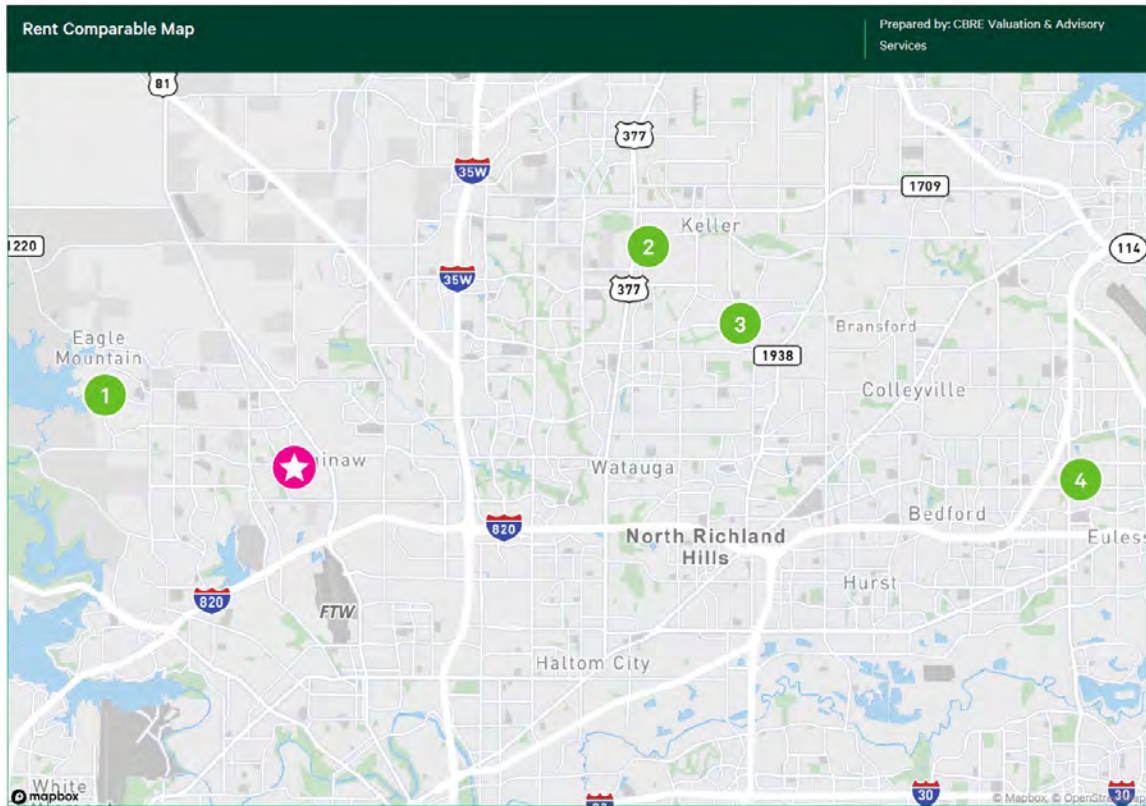 Rent Comparable Map
Prepared by: CBRE Valuation & Advisory
Services
81
377
35W
1709
Keller
2
1220
114
35W
377
3
Bransford
Eagle
Mountain
1938
Colleyville
1
inaw
Watauga
4
Bedford
820
North Richland
Hills
Euless
Hurst
820
FTW
Haltom City
White
mapbox
30
© Mapbox, ©
30